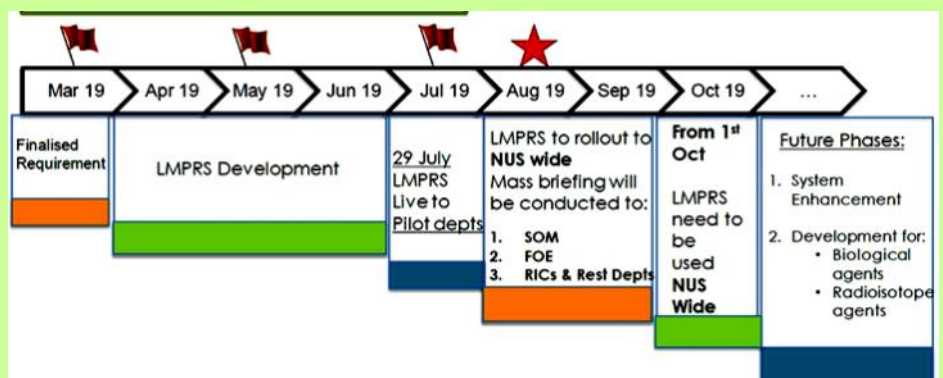 Mar 19
Apr 19
May 19
Jun 19
Jul 19
Aug 19
Sep 19
Oct 19
...
Finalised
Requirement
LMPRS Development
29 July
LMPRS
Live to
Pilot depts
LMPRS to rollout to
NUS wide
Mass briefing will
be conducted to:
1. SOM
2. FOE
3. RICs & Rest Depts
From 1st
Oct
LMPRS
need to
be
used
NUS
Wide
Future Phases:
1. System
Enhancement
2. Development for:
• Biological
agents
• Radioisotope
agents